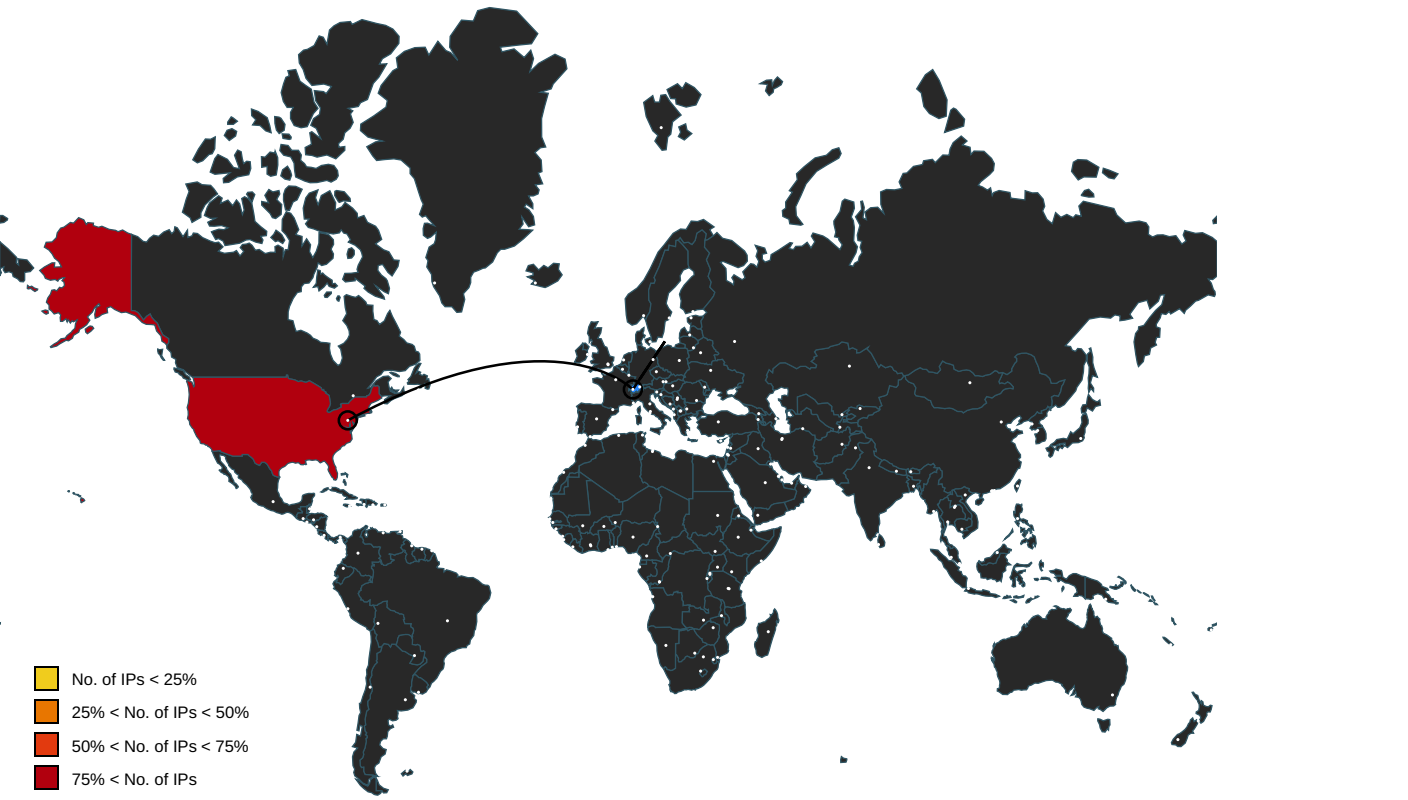 No. of IPs < 25%
25% < No. of IPs < 50%
50% < No. of IPs < 75%
75% < No. of IPs